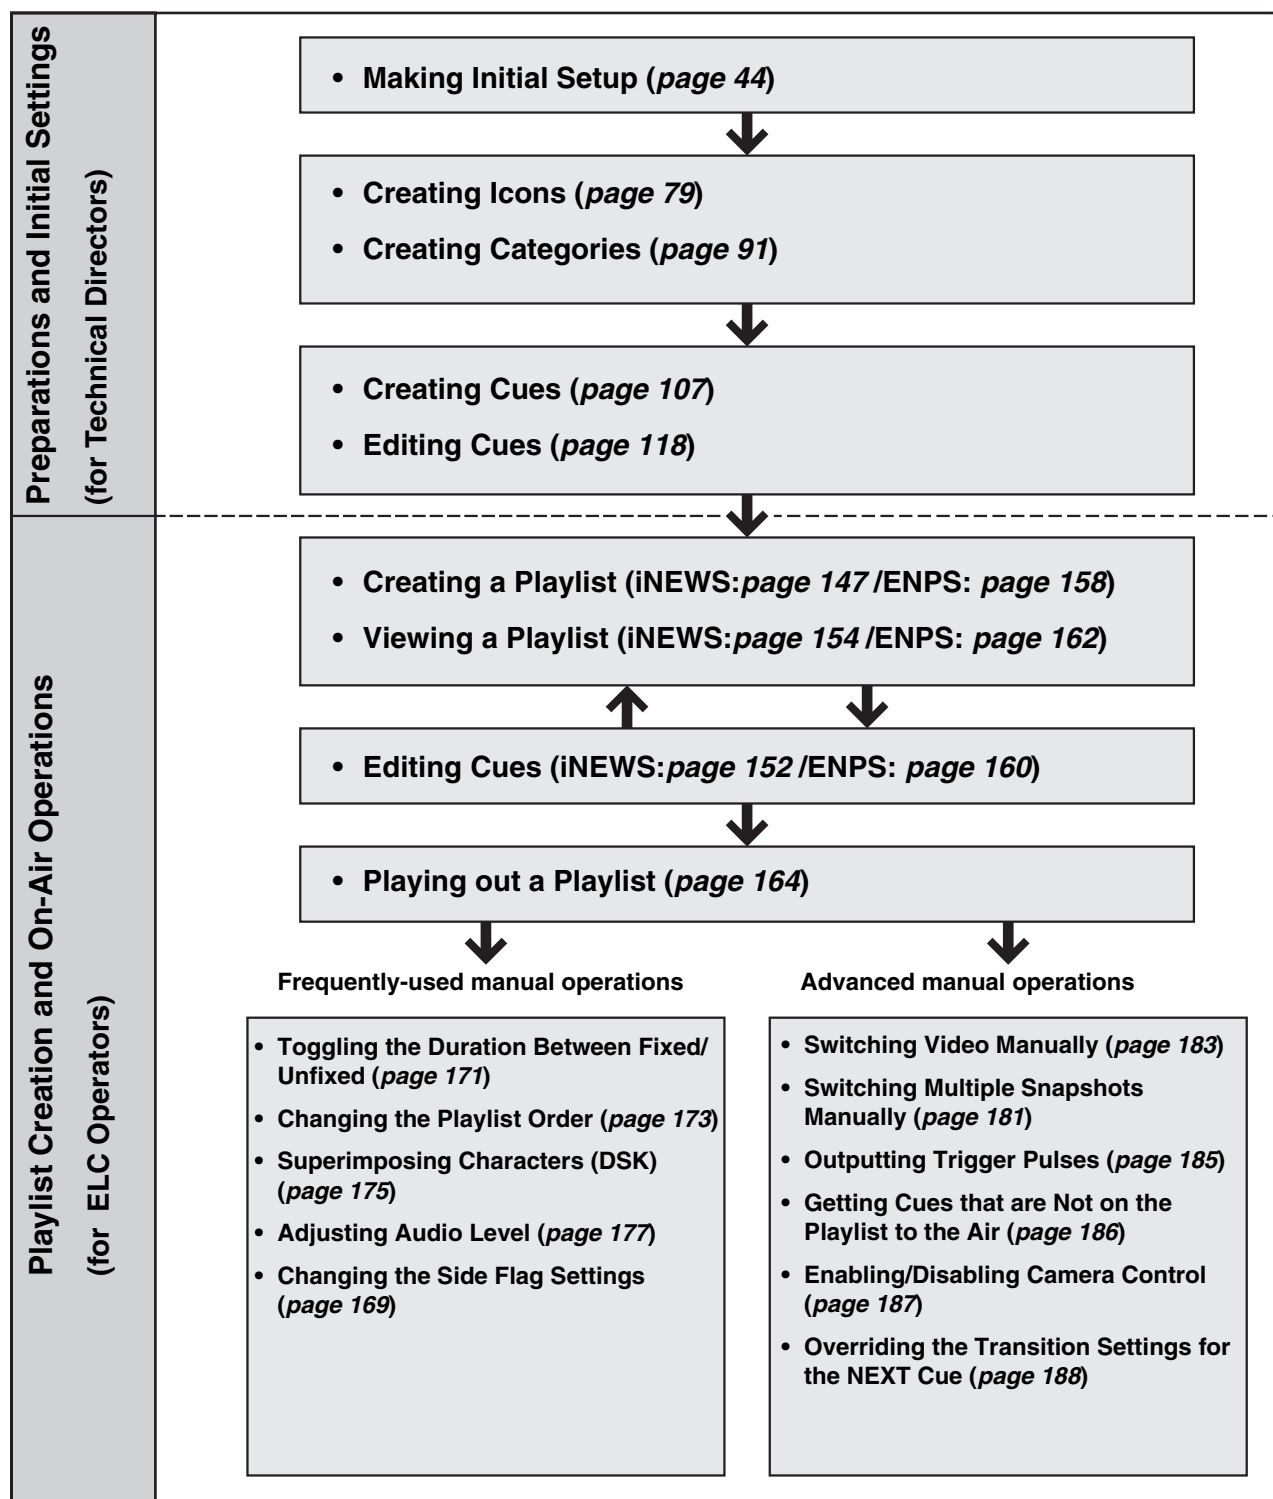 Preparations and Initial Settings
(for Technical Directors)
• Making Initial Setup (page 44)
• Creating Icons (page 79)
• Creating Categories (page 91)
• Creating Cues (page 107)
• Editing Cues (page 118)
Playlist Creation and On-Air Operations
(for ELC Operators)
• Creating a Playlist (iNEWS:page 147 /ENPS: page 158)
• Viewing a Playlist (iNEWS:page 154 /ENPS: page 162)
• Editing Cues (iNEWS:page 152 /ENPS: page 160)
• Playing out a Playlist (page 164)
Frequently-used manual operations
• Toggling the Duration Between Fixed/
Unfixed (page 171)
• Changing the Playlist Order (page 173)
• Superimposing Characters (DSK)
(page 175)
• Adjusting Audio Level (page 177)
• Changing the Side Flag Settings
(page 169)
Advanced manual operations
• Switching Video Manually (page 183)
• Switching Multiple Snapshots
Manually (page 181)
• Outputting Trigger Pulses (page 185)
• Getting Cues that are Not on the
Playlist to the Air (page 186)
• Enabling/Disabling Camera Control
(page 187)
• Overriding the Transition Settings for
the NEXT Cue (page 188)